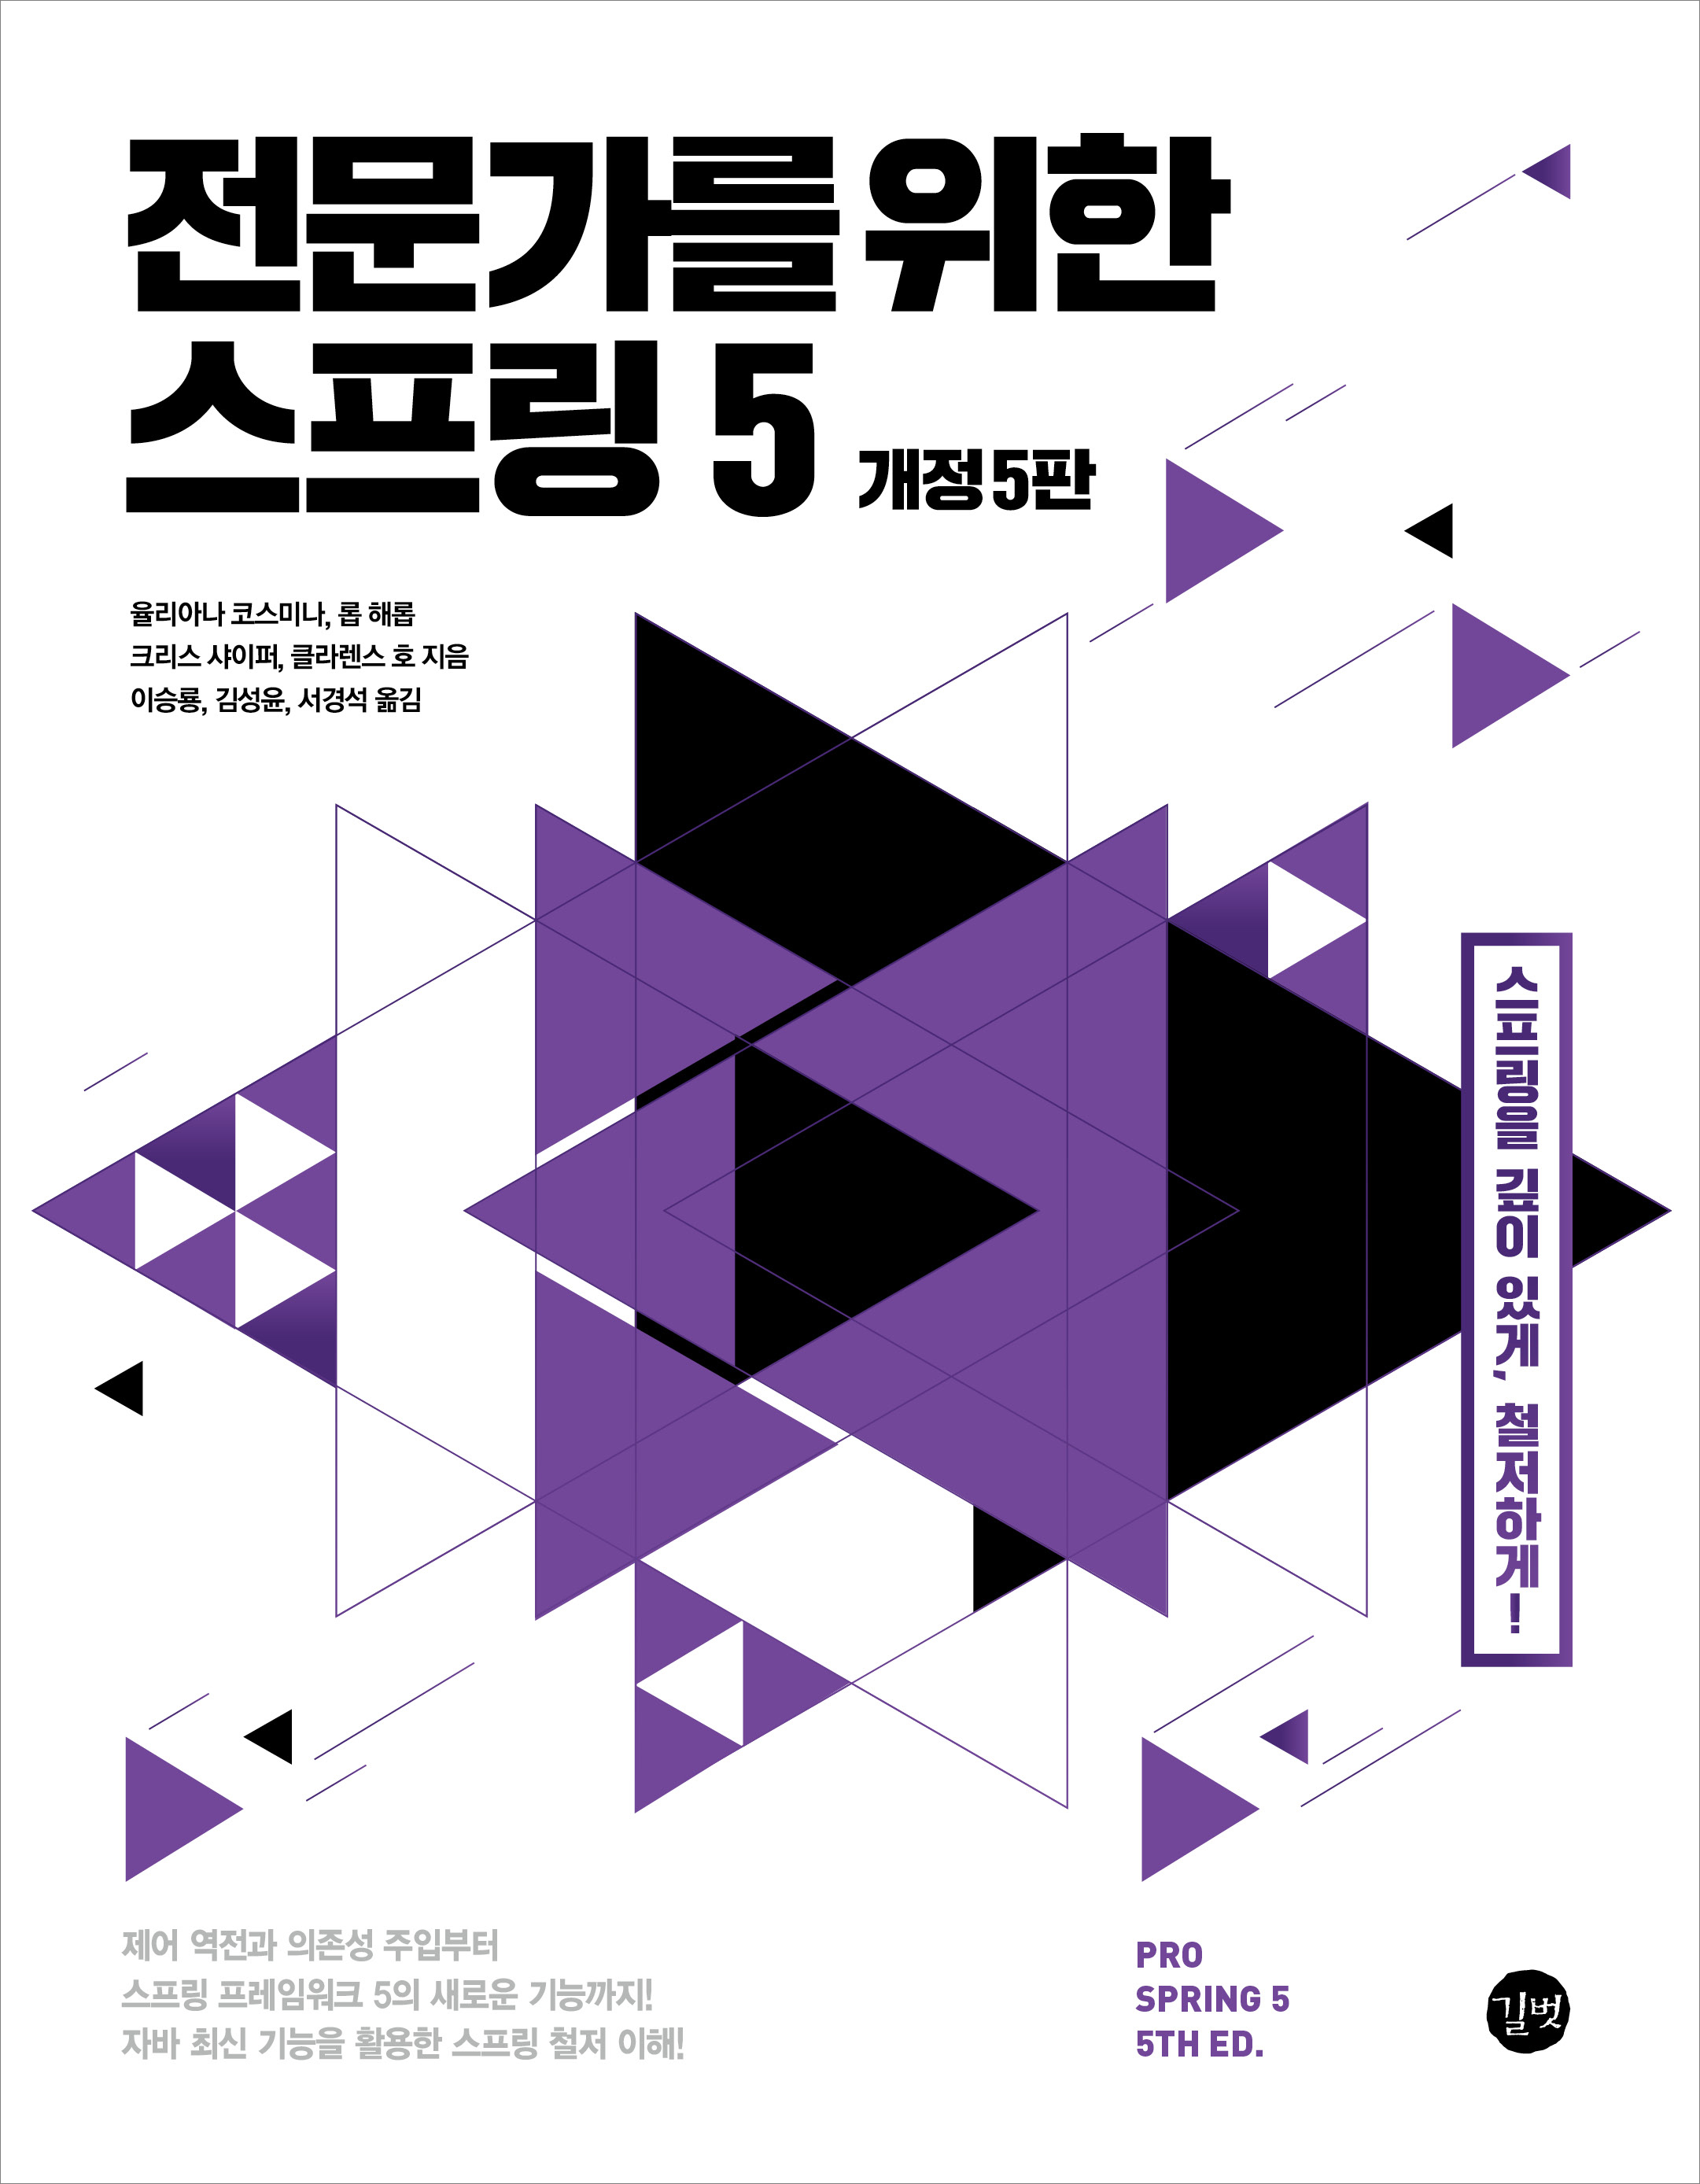 전문가를 위한
스프링 5 개정5판
율리아나 코스미나, 롭 해롭
크리스 샤이퍼, 클라렌스 호 지음
이승룡, 김성윤, 서경석 옮김
스프링을 깊이 있게, 철저하게!
제어 역전과 의존성 주입부터
스프링 프레임워크 5의 새로운 기능까지!
자바 최신 기능을 활용한 스프링 철저 이해!
PRO
SPRING 5
5TH ED.
길벗